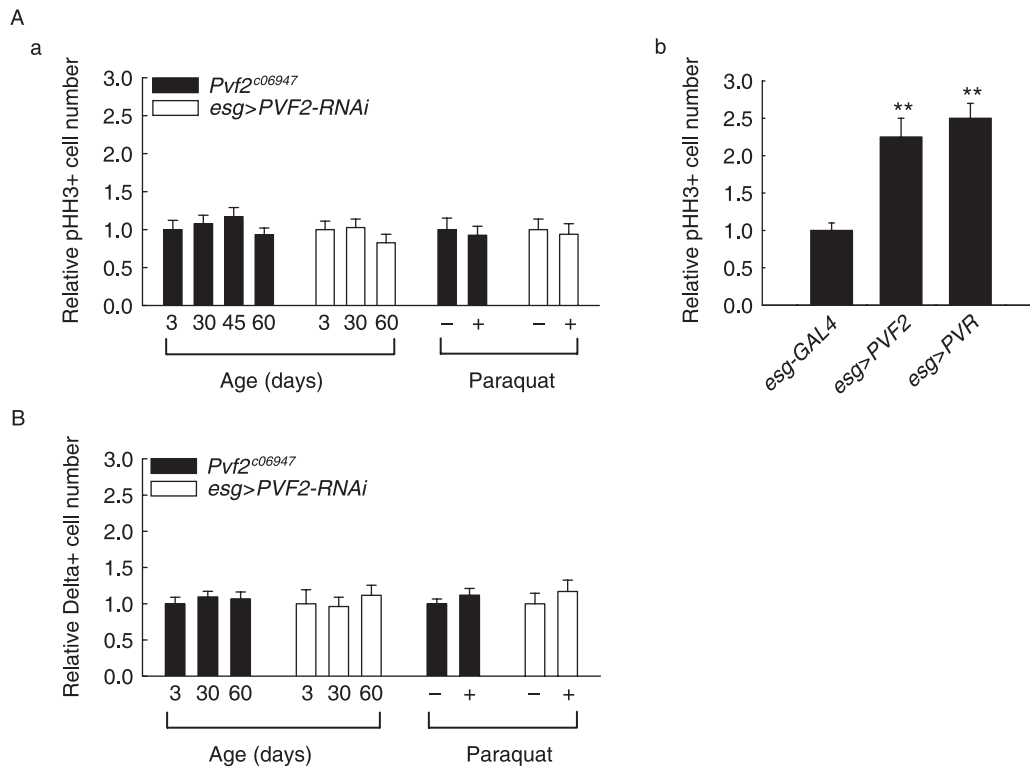 A
a
Relative pHH3+ cell number
3.0
2.5
2.0
1.5
1.0
0.5
0.0
Pvf2c06947
esg>PVF2-RNAi
3 30 45 60 3 30 60 – + – +
Age (days) Paraquat
b
Relative pHH3+ cell number
3.0
2.5
2.0
1.5
1.0
0.5
0.0
** **
esg-GAL4 esg>PVF2 esg>PVR
B
Relative Delta+ cell number
3.0
2.5
2.0
1.5
1.0
0.5
0.0
Pvf2c06947
esg>PVF2-RNAi
3 30 60 3 30 60 – + – +
Age (days) Paraquat